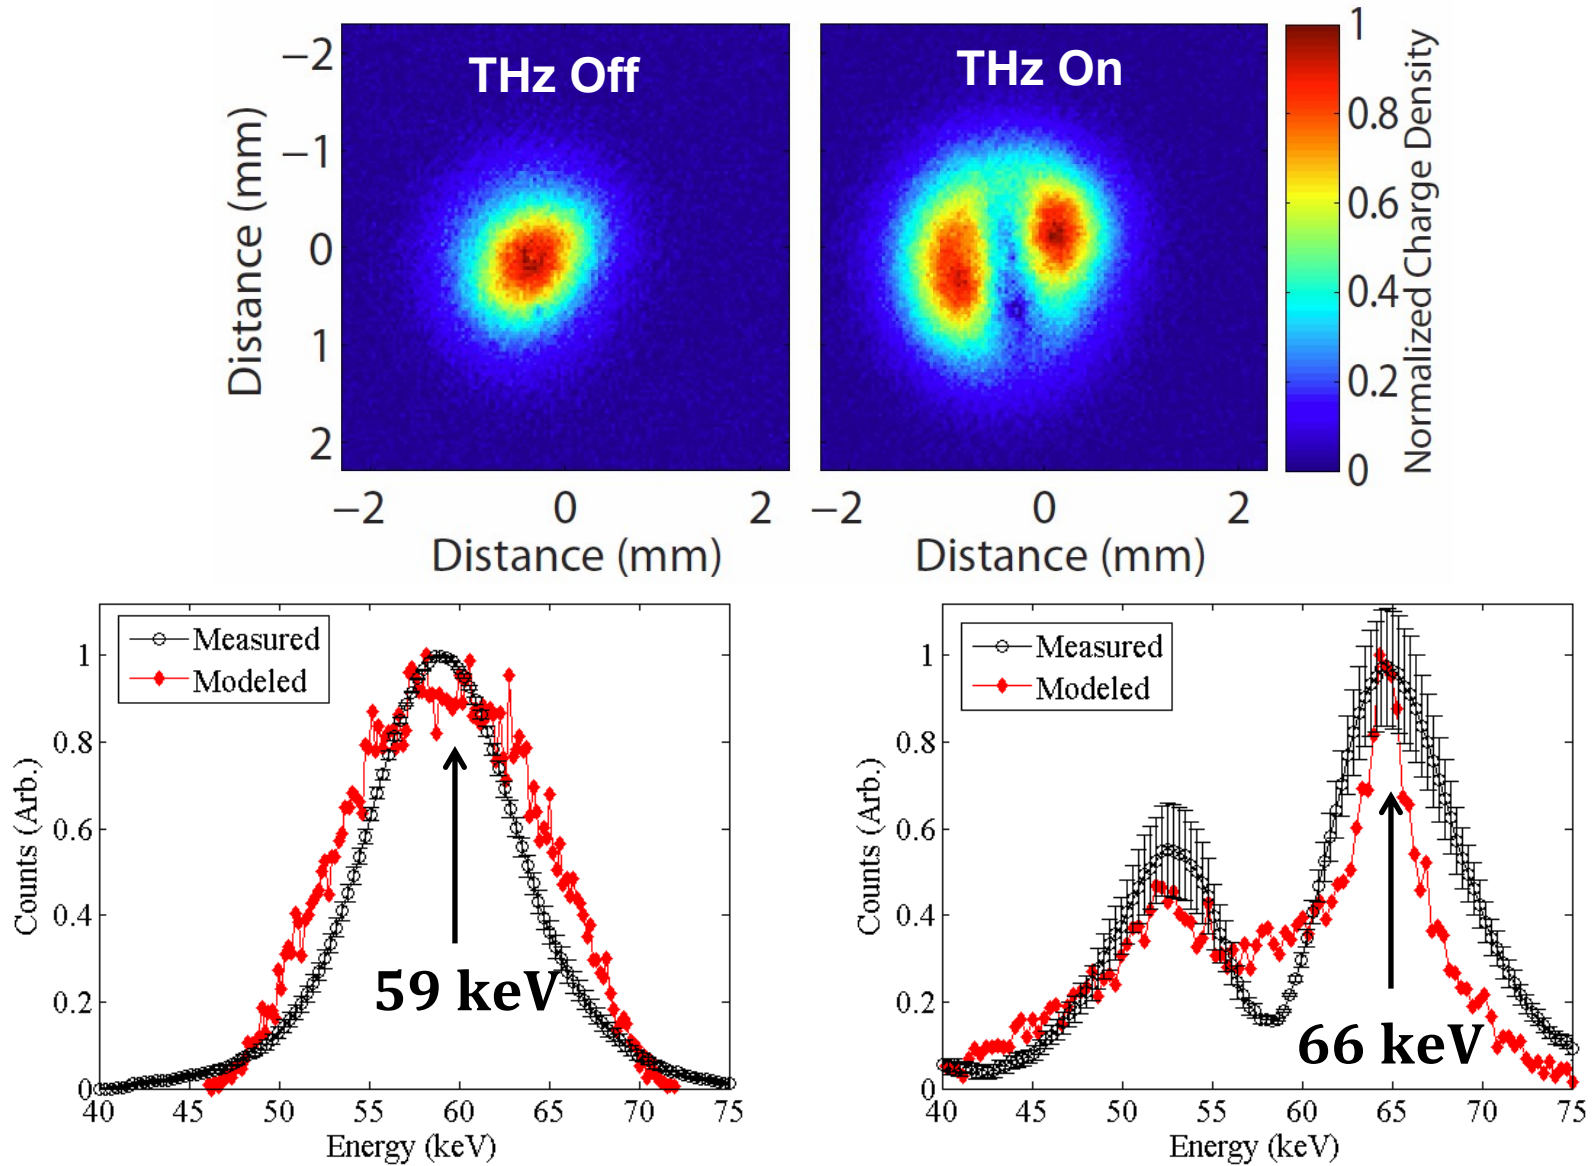 THz Off
THz On
−2
−1
0
1
2
Distance (mm)
−2
0
2
Distance (mm)
−2
0
2
Distance (mm)
1
0.8
0.6
0.4
0.2
0
Normalized Charge Density
Measured
Modeled
59 keV
1
0.8
0.6
0.4
0.2
0
Counts (Arb.)
40
45
50
55
60
65
70
75
Energy (keV)
Measured
Modeled
66 keV
1
0.8
0.6
0.4
0.2
0
Counts (Arb.)
40
45
50
55
60
65
70
75
Energy (keV)